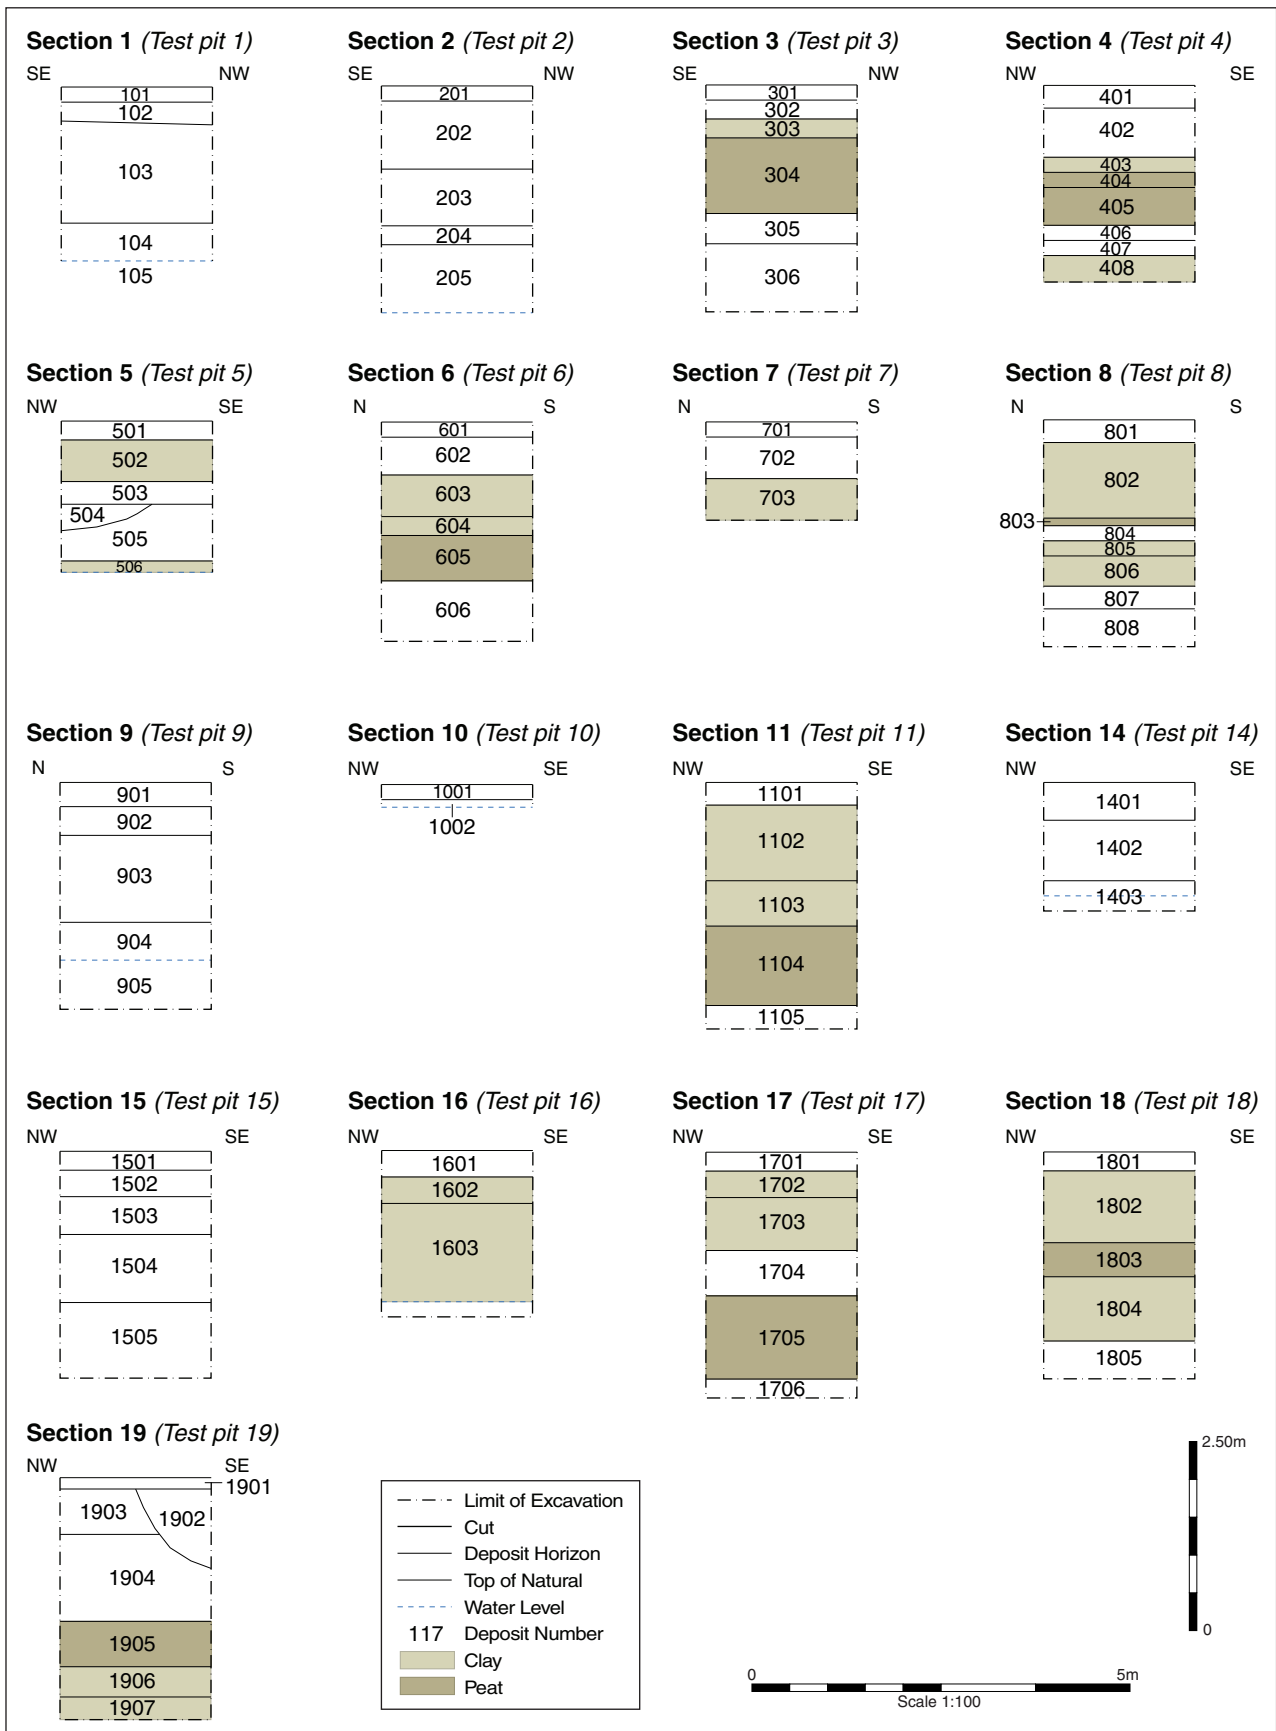 Section 1 (Test pit 1)
SE NW
101
102
103
104
105
Section 2 (Test pit 2)
SE NW
201
202
203
204
205
Section 3 (Test pit 3)
SE NW
301
302
303
304
305
306
Section 4 (Test pit 4)
NW SE
401
402
403
404
405
406
407
408
Section 5 (Test pit 5)
NW SE
501
502
503
504
505
506
Section 6 (Test pit 6)
N S
601
602
603
604
605
606
Section 7 (Test pit 7)
N S
701
702
703
Section 8 (Test pit 8)
N S
801
802
803
804
805
806
807
808
Section 9 (Test pit 9)
N S
901
902
903
904
905
Section 10 (Test pit 10)
NW SE
1001
1002
Section 11 (Test pit 11)
NW SE
1101
1102
1103
1104
1105
Section 14 (Test pit 14)
NW SE
1401
1402
1403
Section 15 (Test pit 15)
NW SE
1501
1502
1503
1504
1505
Section 16 (Test pit 16)
NW SE
1601
1602
1603
Section 17 (Test pit 17)
NW SE
1701
1702
1703
1704
1705
1706
Section 18 (Test pit 18)
NW SE
1801
1802
1803
1804
1805
Section 19 (Test pit 19)
NW SE
1901
1903
1902
1904
1905
1906
1907
Limit of Excavation
Cut
Deposit Horizon
Top of Natural
Water Level
117 Deposit Number
Clay
Peat
2.50m
0
0 5m
Scale 1:100